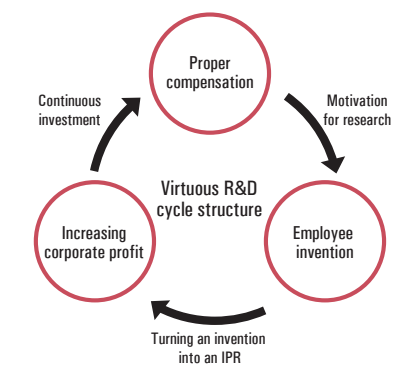 Proper
compensation
Continuous
investment
Motivation
for research
Virtuous R&D
cycle structure
Increasing
corporate profit
Employee
invention
Turning an invention
into an IPR